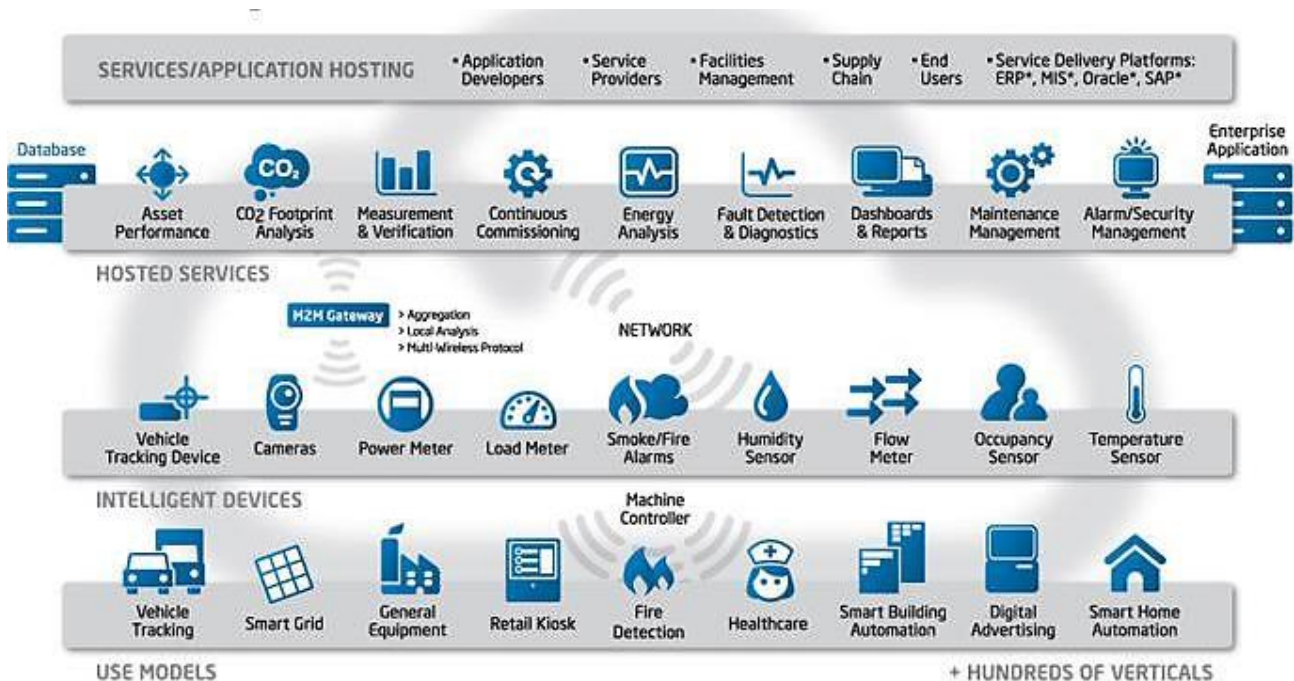 SERVICES/APPLICATION HOSTING
• Application
Developers
• Service
Providers
• Facilities
Management
• Supply
Chain
• End
Users
• Service Delivery Platforms:
ERP*, MIS*, Oracle*, SAP*
Database
Enterprise
Application
CO2
Asset
Performance
CO2 Footprint
Analysis
Measurement
& Verification
Continuous
Commissioning
Energy
Analysis
Fault Detection
& Diagnostics
Dashboards
& Reports
Maintenance
Management
Alarm/Security
Management
HOSTED SERVICES
M2M Gateway
> Aggregation
> Local Analysis
> Multi-Wireless Protocol
NETWORK
Vehicle
Tracking Device
Cameras
Power Meter
Load Meter
Smoke/Fire
Alarms
Humidity
Sensor
Flow
Meter
Occupancy
Sensor
Temperature
Sensor
INTELLIGENT DEVICES
Machine
Controller
Vehicle
Tracking
Smart Grid
General
Equipment
Retail Kiosk
Fire
Detection
Healthcare
Smart Building
Automation
Digital
Advertising
Smart Home
Automation
USE MODELS
+ HUNDREDS OF VERTICALS